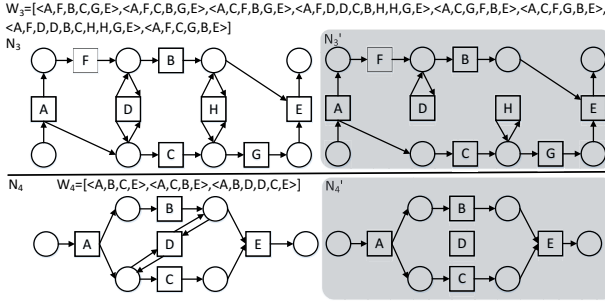 W3=[<A,F,B,C,G,E>,<A,F,C,B,G,E>,<A,C,F,B,G,E>,<A,F,D,D,C,B,H,H,G,E>,<A,C,G,F,B,E>,<A,C,F,G,B,E>,
<A,F,D,D,B,C,H,H,G,E>,<A,F,C,G,B,E>]
N3
N3'
F B
F B
A D H E
A D H E
C G
C G
N4 W4=[<A,B,C,E>,<A,C,B,E>,<A,B,D,D,C,E>]
N4'
B
B
A D E
A D E
C
C